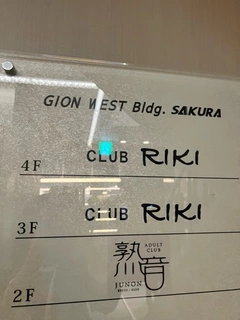 GION WEST Bldg. SAKURA
4F CLUB RIKI
3F CLUB RIKI
2F 熟音 ADULT CLUB
JUNON